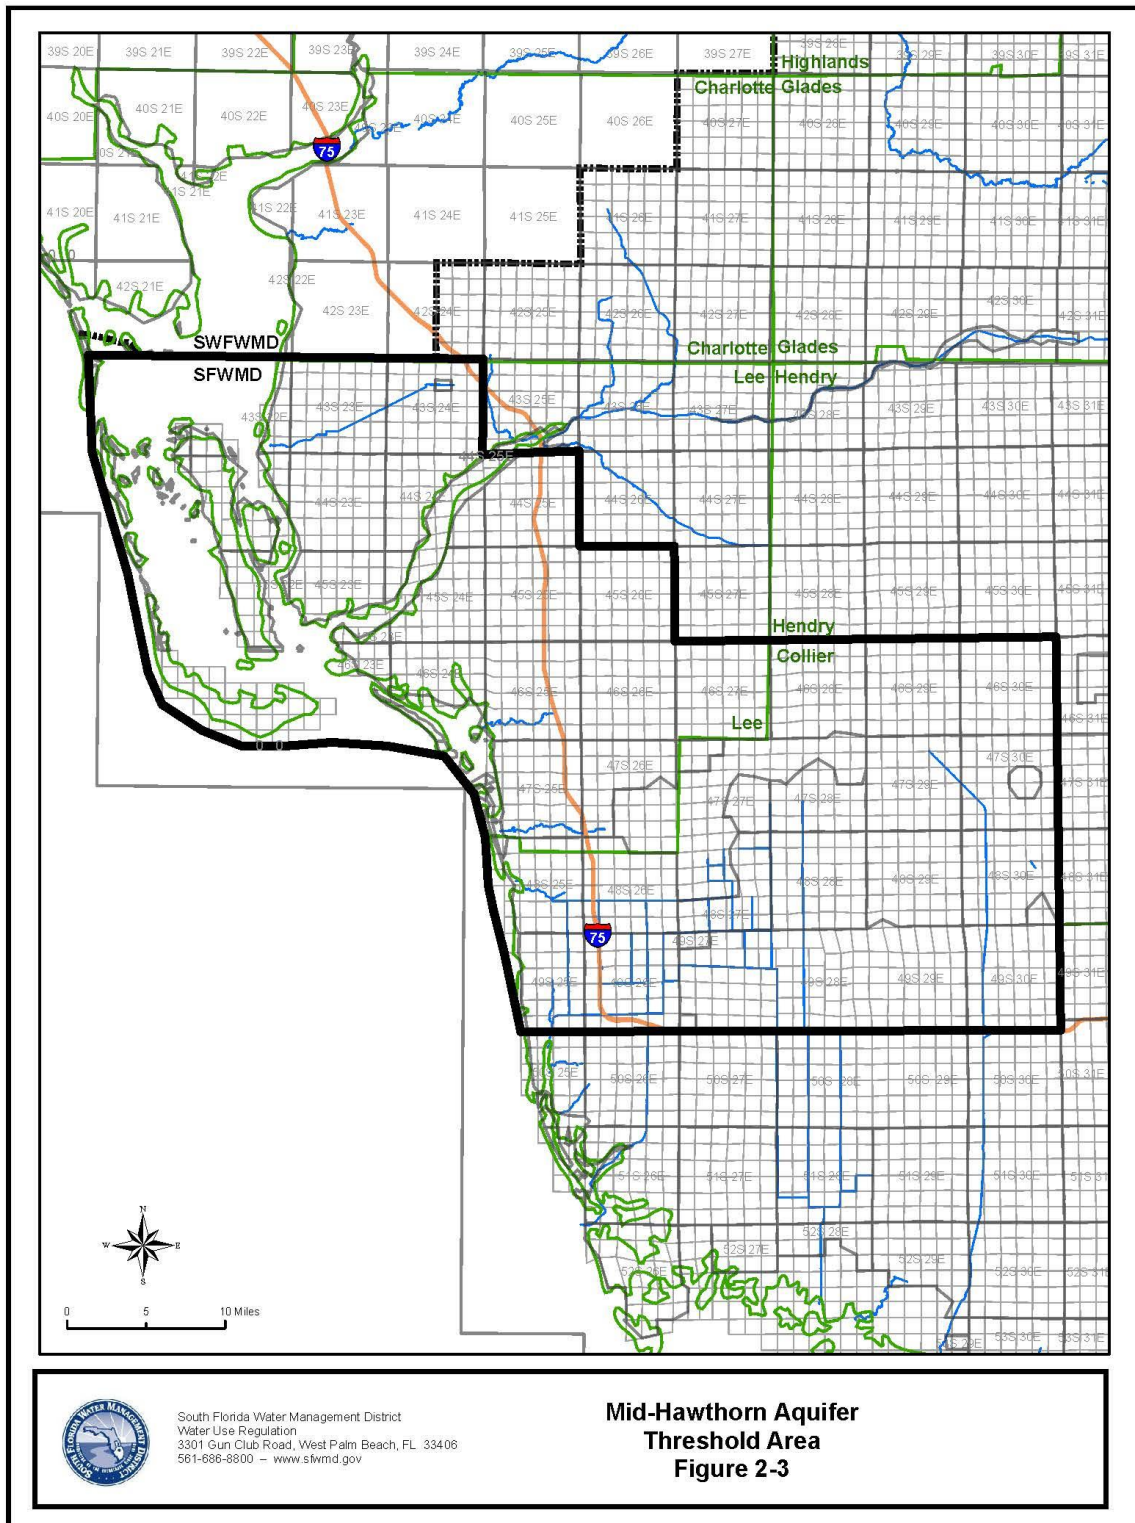 39S 20E
39S 21E
39S 22E
39S 23E
39S 24E
39S 25E
39S 26E
39S 27E
39S 28E
39S 29E
39S 30E
39S 31E
Highlands
Charlotte Glades
40S 20E
40S 21E
40S 22E
40S 23E
40S 24E
40S 25E
40S 26E
40S 27E
40S 28E
40S 29E
40S 30E
40S 31E
75
41S 20E
41S 21E
41S 21E
41S 22E
41S 23E
41S 24E
41S 25E
41S 26E
41S 27E
41S 28E
41S 29E
41S 30E
41S 31E
42S 21E
42S 22E
42S 23E
42S 24E
42S 25E
42S 26E
42S 27E
42S 28E
42S 29E
42S 30E
42S 31E
SWFWMD
SFWMD
Charlotte Glades
Lee Hendry
43S 22E
43S 23E
43S 24E
43S 25E
43S 27E
43S 28E
43S 29E
43S 30E
43S 31E
44S 25E
44S 23E
44S 24E
44S 25E
44S 26E
44S 27E
44S 28E
44S 29E
44S 30E
44S 31E
45S 23E
45S 24E
45S 25E
45S 26E
45S 27E
45S 28E
45S 29E
45S 30E
45S 31E
Hendry
Collier
46S 23E
46S 24E
46S 25E
46S 26E
46S 27E
46S 28E
46S 29E
46S 30E
46S 31E
Lee
0 0
47S 25E
47S 26E
47S 27E
47S 28E
47S 29E
47S 30E
47S 31E
48S 25E
48S 26E
48S 27E
48S 28E
48S 29E
48S 30E
48S 31E
75
49S 25E
49S 26E
49S 27E
49S 28E
49S 29E
49S 30E
49S 31E
50S 25E
50S 26E
50S 27E
50S 28E
50S 29E
50S 30E
50S 31E
51S 26E
51S 27E
51S 28E
51S 29E
51S 30E
51S 31
52S 26E
52S 27E
52S 28E
52S 29E
52S 30E
52S 31
53S 29E
53S 30E
53S 31E
N
W
E
S
0 5 10 Miles
South Florida Water Management District
Water Use Regulation
3301 Gun Club Road, West Palm Beach, FL 33406
561-686-8800 – www.sfwmd.gov
SOUTH FLORIDA WATER MANAGEMENT DISTRICT
Mid-Hawthorn Aquifer
Threshold Area
Figure 2-3